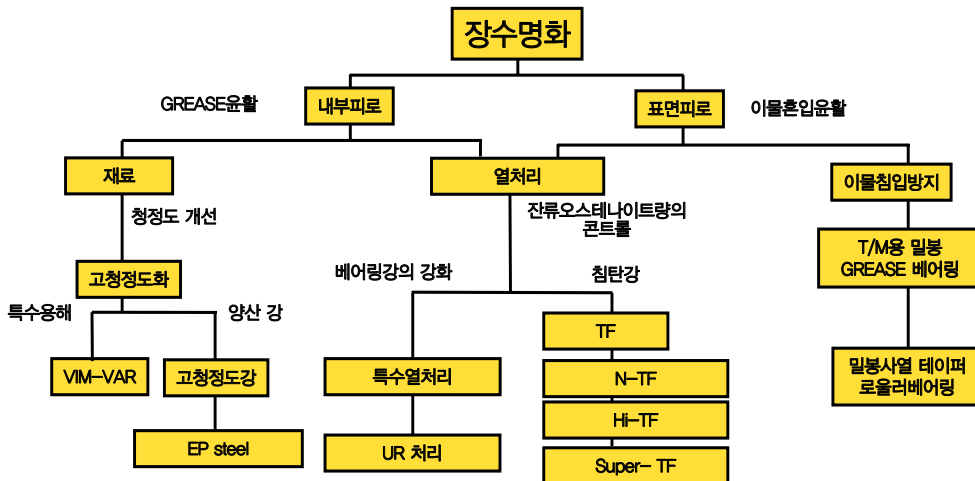 장수명화
GREASE윤활
내부피로
표면피로
이물혼입윤활
재료
열처리
이물침입방지
청정도 개선
잔류오스테나이트량의
콘트롤
T/M용 밀봉
GREASE 베어링
고청정도화
베어링강의 강화
침탄강
특수용해
양산 강
TF
VIM-VAR
고청정도강
특수열처리
N-TF
밀봉사열 테이퍼
로울러베어링
Hi-TF
EP steel
UR 처리
Super- TF